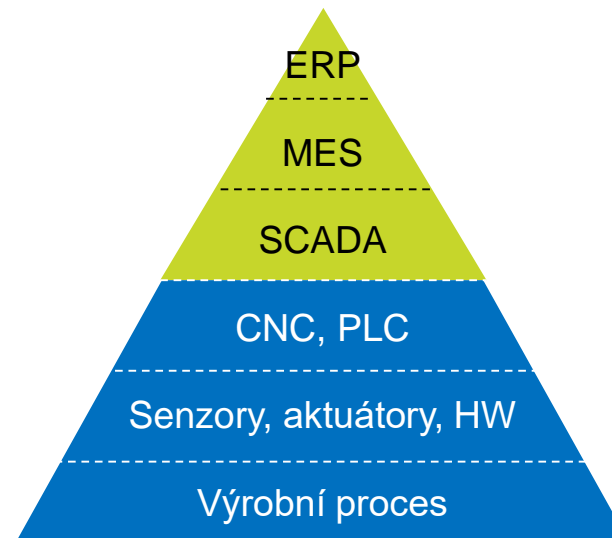 ERP
MES
SCADA
CNC, PLC
Senzory, aktuátory, HW
Výrobní proces